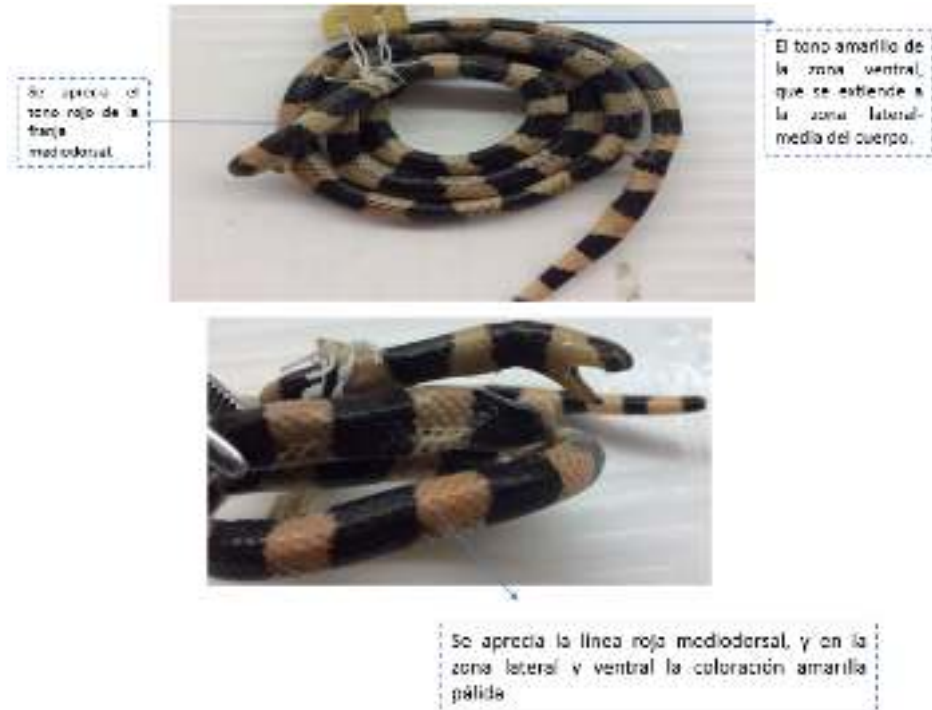 Se aprecia el
tono rojo de la
franja
mediodorsal
El tono amarillo de
la zona ventral,
que se extiende a
la zona lateral-
media del cuerpo.
Se aprecia la línea roja mediodorsal, y en la
zona lateral y ventral la coloración amarilla
pálida